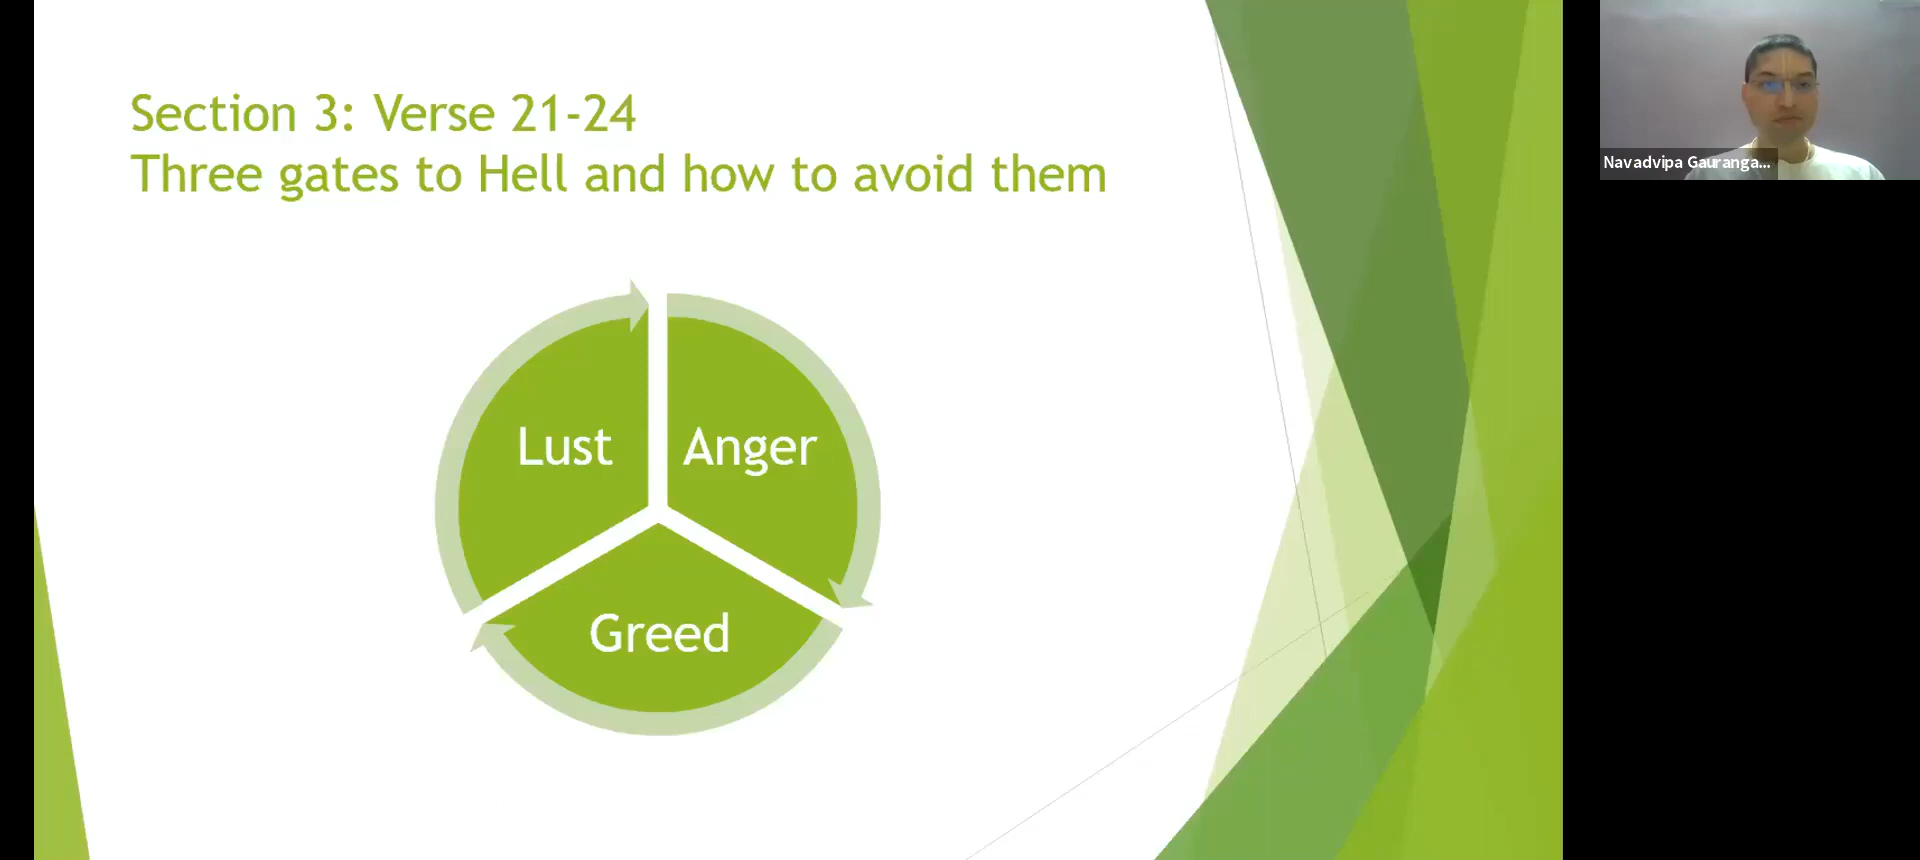 Section 3: Verse 21-24
Three gates to Hell and how to avoid them
Lust
Anger
Greed
Navadvipa Gauranga...